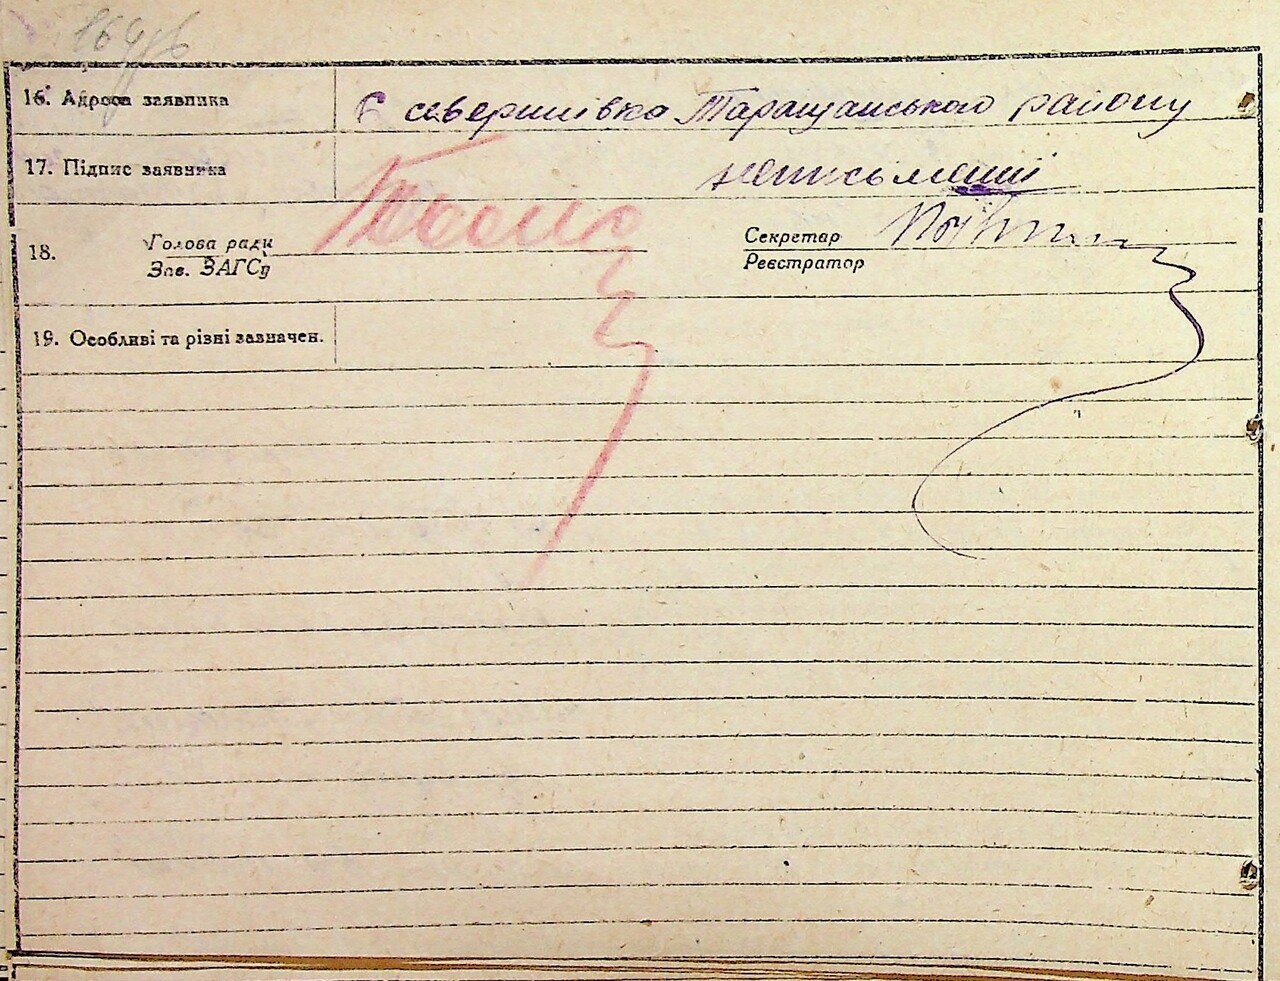 16. Адреса заявника с северинівка Таращанського району
17. Підпис заявника неписьменний
18. Голова ради Секретар
Зав. ЗАГСу Реєстратор
19. Особливі та різні зазначен.